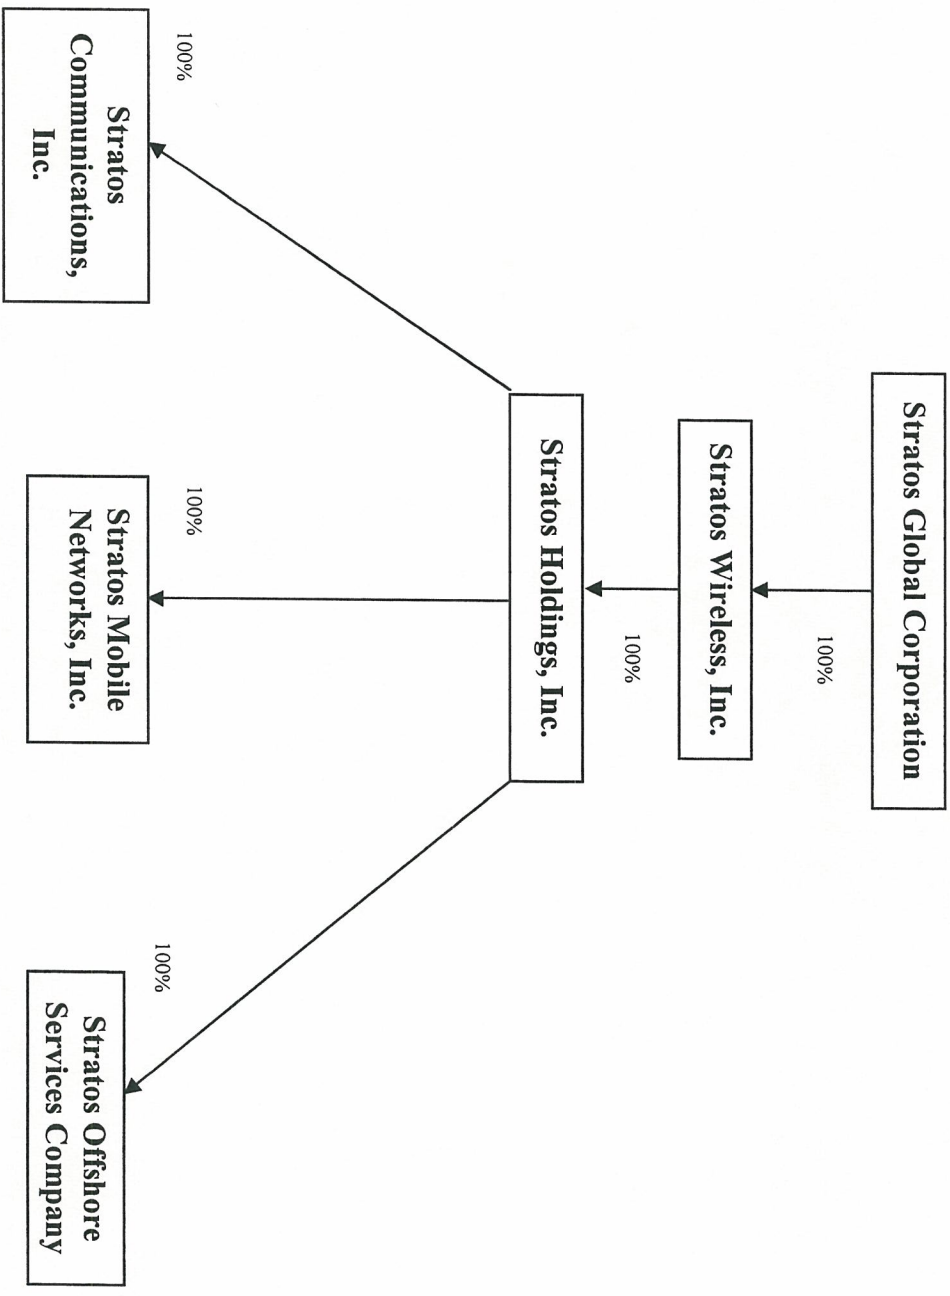 Stratos Global Corporation
100%
Stratos Wireless, Inc.
100%
Stratos Holdings, Inc.
100%
100%
100%
Stratos
Communications,
Inc.
Stratos Mobile
Networks, Inc.
Stratos Offshore
Services Company